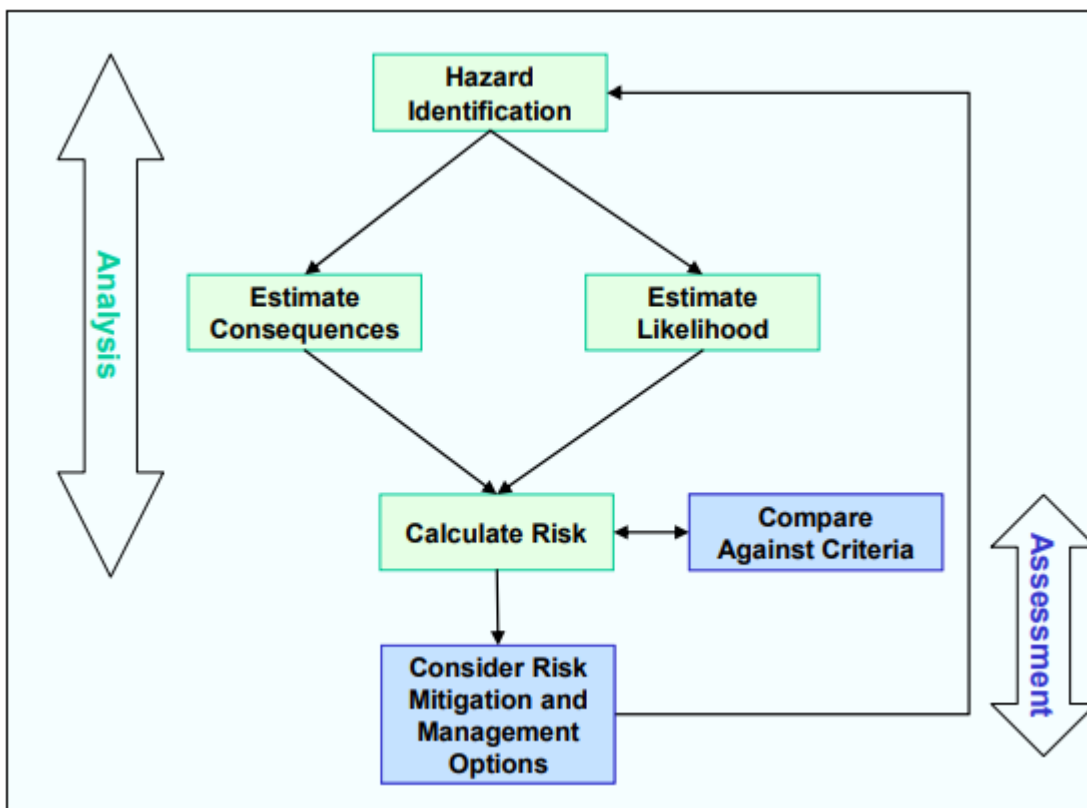 Hazard
Identification
Analysis
Estimate
Consequences
Estimate
Likelihood
Calculate Risk
Compare
Against Criteria
Assessment
Consider Risk
Mitigation and
Management
Options